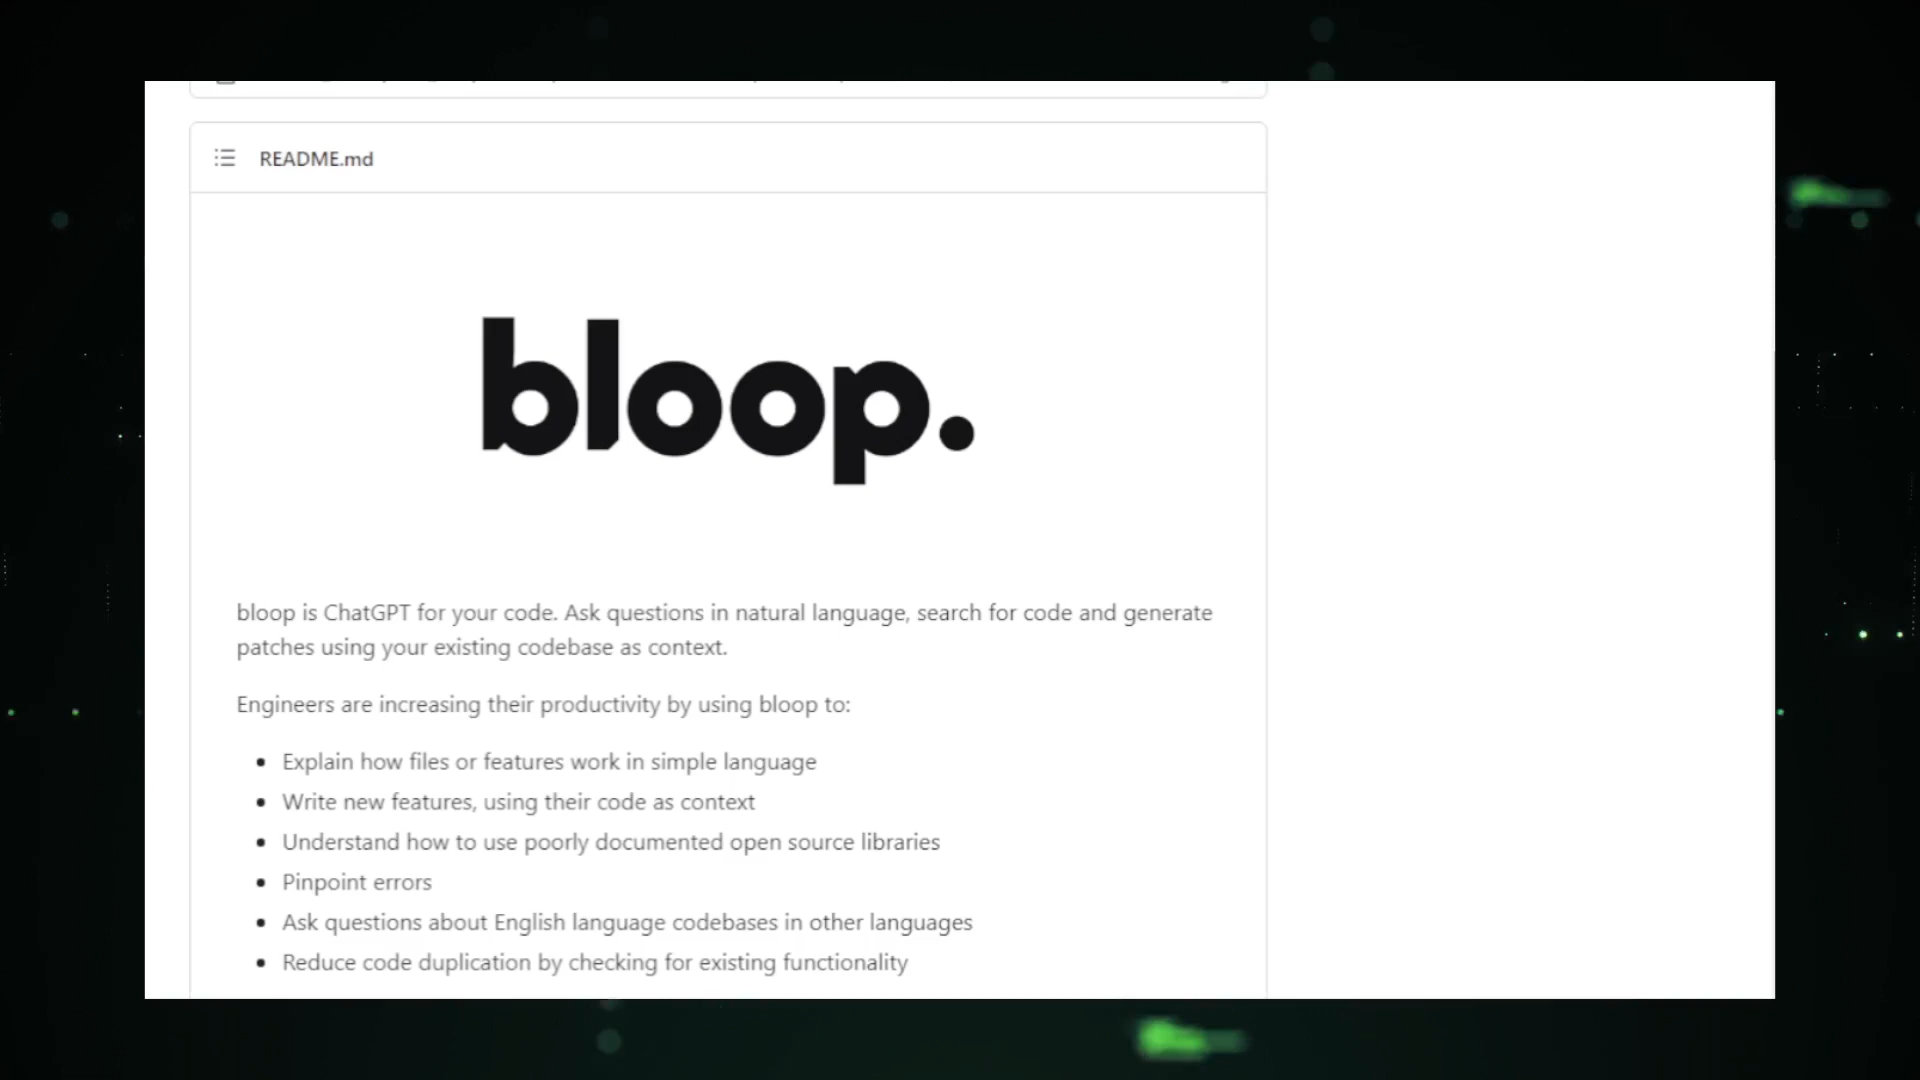 README.md
bloop.
bloop is ChatGPT for your code. Ask questions in natural language, search for code and generate
patches using your existing codebase as context.
Engineers are increasing their productivity by using bloop to:
Explain how files or features work in simple language
Write new features, using their code as context
Understand how to use poorly documented open source libraries
Pinpoint errors
Ask questions about English language codebases in other languages
Reduce code duplication by checking for existing functionality